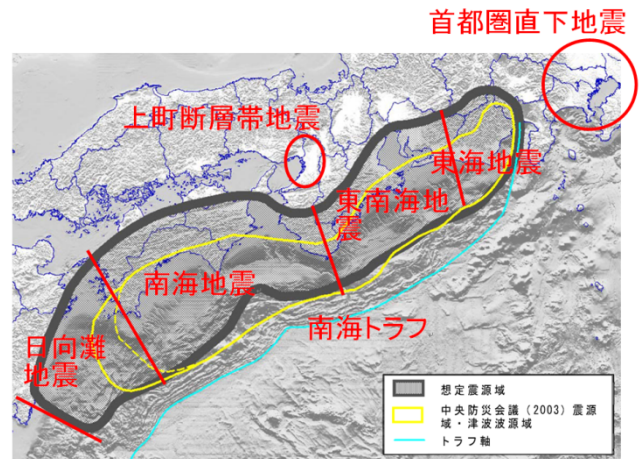 首都圏直下地震
上町断層帯地震
東海地震
東南海地
震
南海地震
南海トラフ
日向灘
地震
想定震源域
中央防災会議（2003）震源
域・津波波源域
トラフ軸